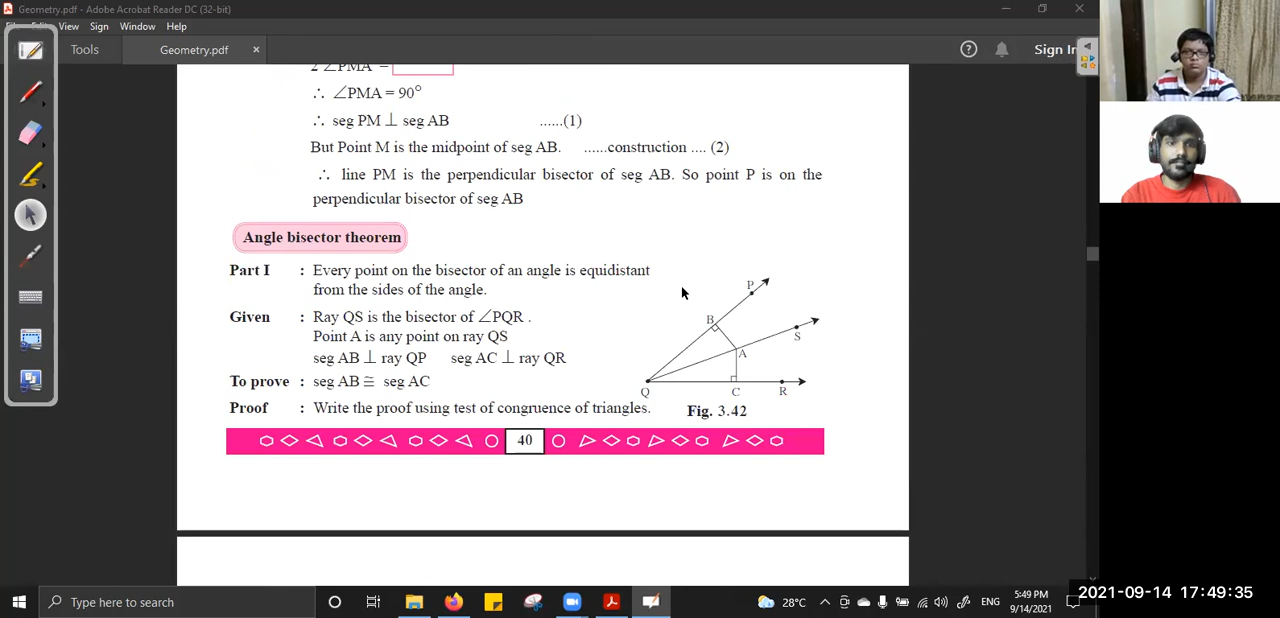 Geometry.pdf - Adobe Acrobat Reader DC (32-bit)
View Sign Window Help
Tools Geometry.pdf × Sign In
2 ∠PMA =
∴ ∠PMA = 90°
∴ seg PM ⊥ seg AB ......(1)
But Point M is the midpoint of seg AB. ......construction .... (2)
∴ line PM is the perpendicular bisector of seg AB. So point P is on the
perpendicular bisector of seg AB
Angle bisector theorem
Part I : Every point on the bisector of an angle is equidistant
from the sides of the angle.
Given : Ray QS is the bisector of ∠PQR .
Point A is any point on ray QS
seg AB ⊥ ray QP seg AC ⊥ ray QR
To prove : seg AB ≅ seg AC
Proof : Write the proof using test of congruence of triangles.
P
B
S
A
Q C R
Fig. 3.42
40
Type here to search
28°C ENG
5:49 PM
9/14/2021
2021-09-14 17:49:35